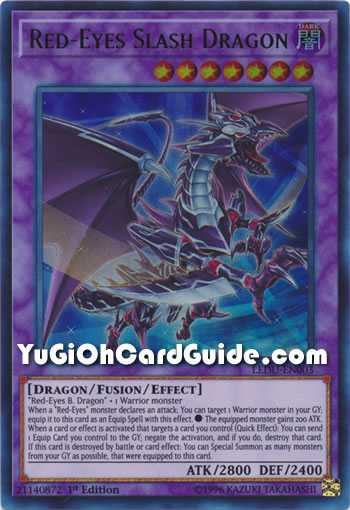 RED-EYES SLASH DRAGON
DARK
闇
LEDU-EN003
YuGiOhCardGuide.com
[DRAGON/FUSION/EFFECT]
"Red-Eyes B. Dragon" + 1 Warrior monster
When a "Red-Eyes" monster declares an attack: You can target 1 Warrior monster in your GY;
equip it to this card as an Equip Spell with this effect. ● The equipped monster gains 200 ATK.
When a card or effect is activated that targets a card you control (Quick Effect): You can send
1 Equip Card you control to the GY; negate the activation, and if you do, destroy that card.
If this card is destroyed by battle or card effect: You can Special Summon as many monsters
from your GY as possible, that were equipped to this card.
ATK/2800 DEF/2400
21140872 1st Edition ©1996 KAZUKI TAKAHASHI